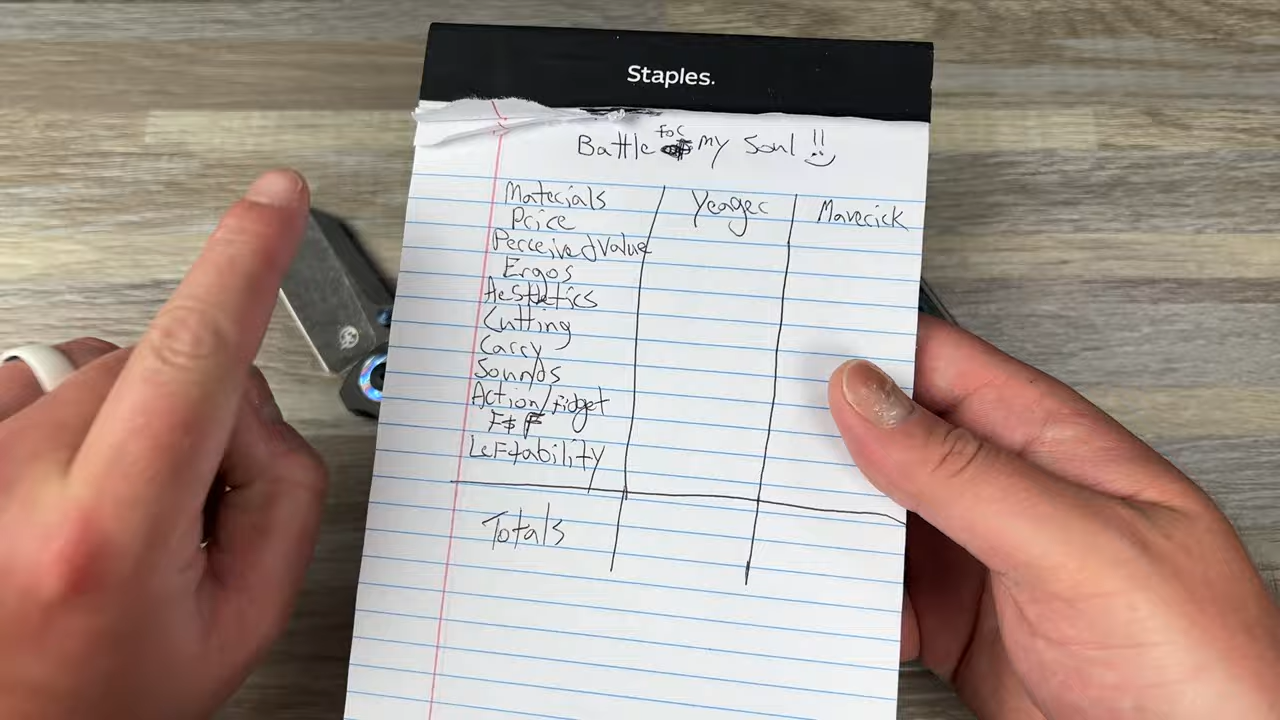 Staples.
Battle for my Soul !!
Materials Yeager Maverick
Price
Perceived Value
Ergos
Aesthetics
Cutting
Carry
Sounds
Action/Fidget
F&F
Leftability
Totals